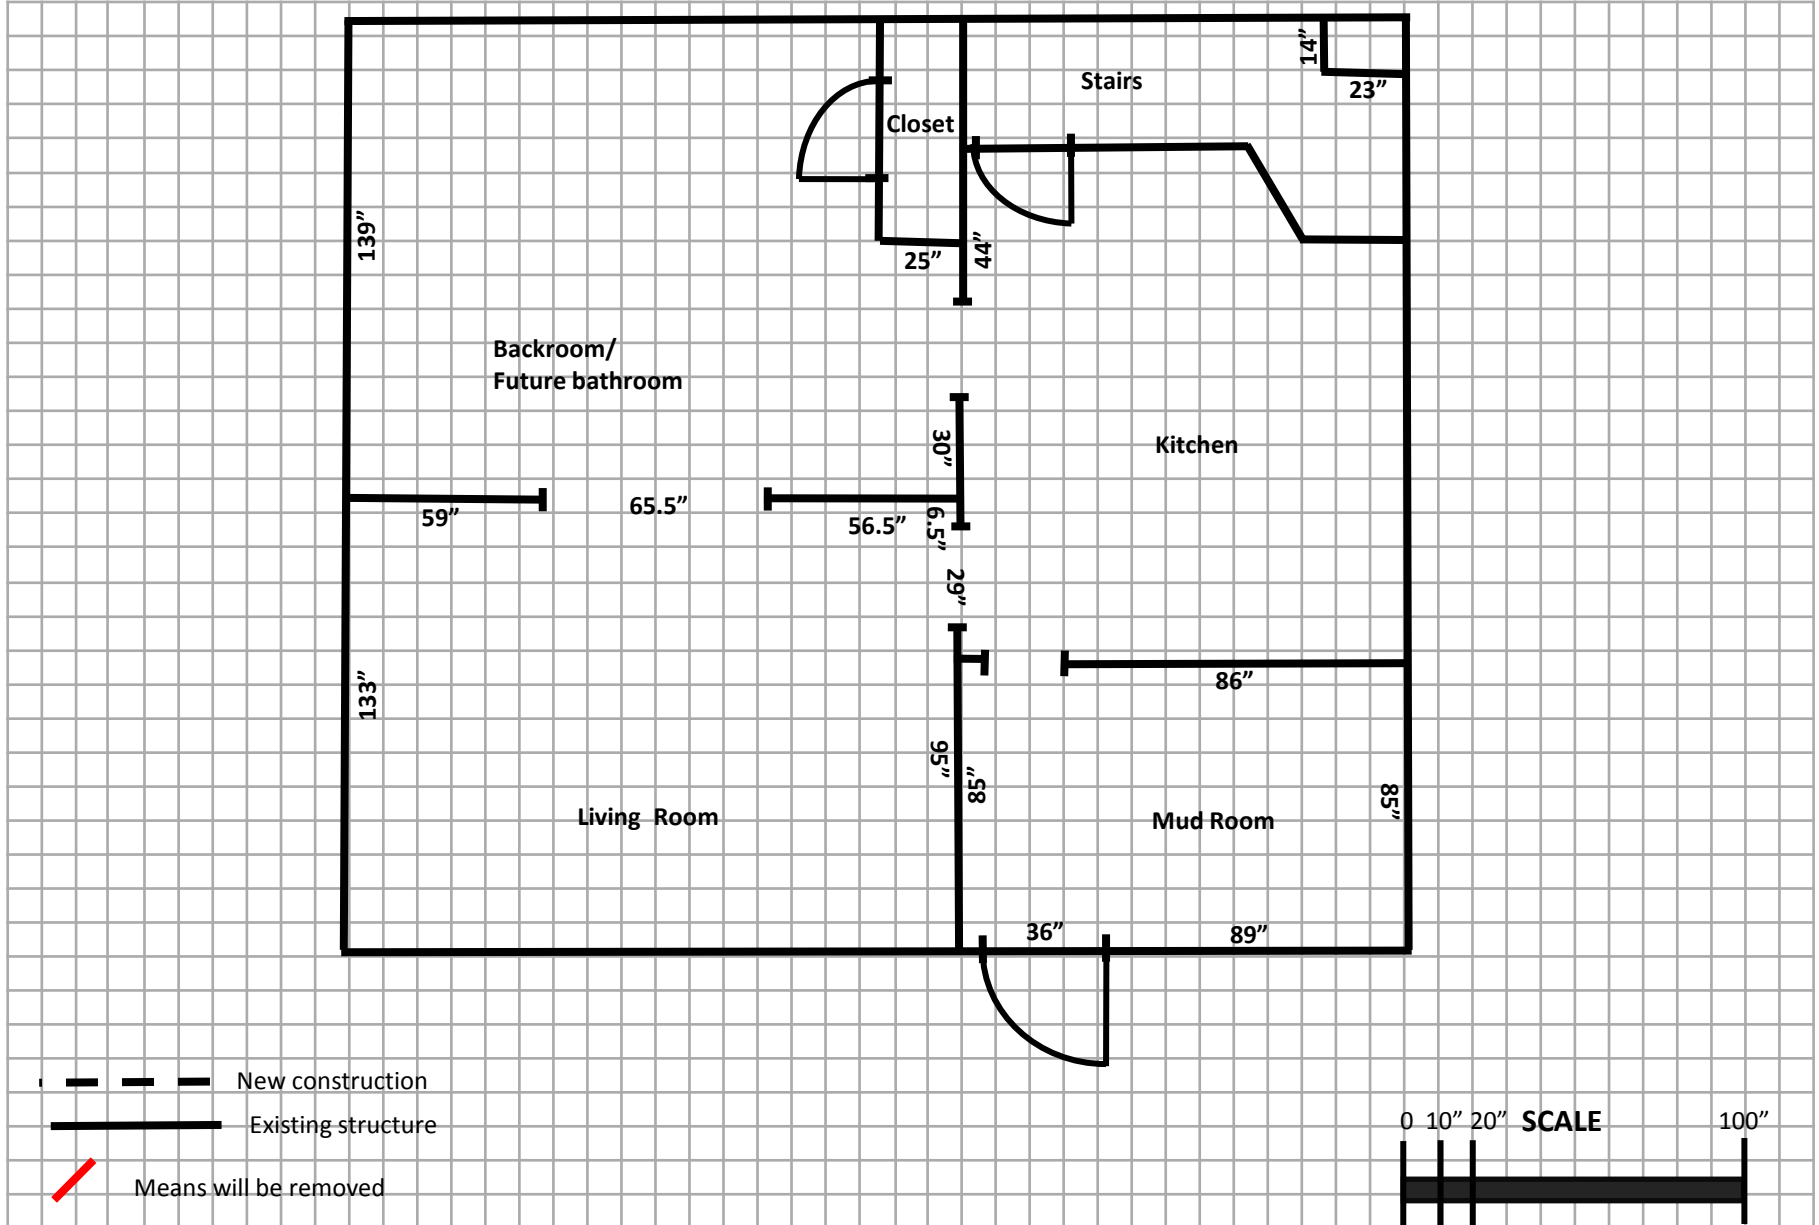 14”
Stairs
23”
Closet
139”
25”
44”
Backroom/
Future bathroom
30”
Kitchen
59”
65.5”
56.5”
6.5”
29”
133”
86”
95”
85”
85”
Living Room
Mud Room
36”
89”
New construction
Existing structure
Means will be removed
0 10” 20” SCALE 100”